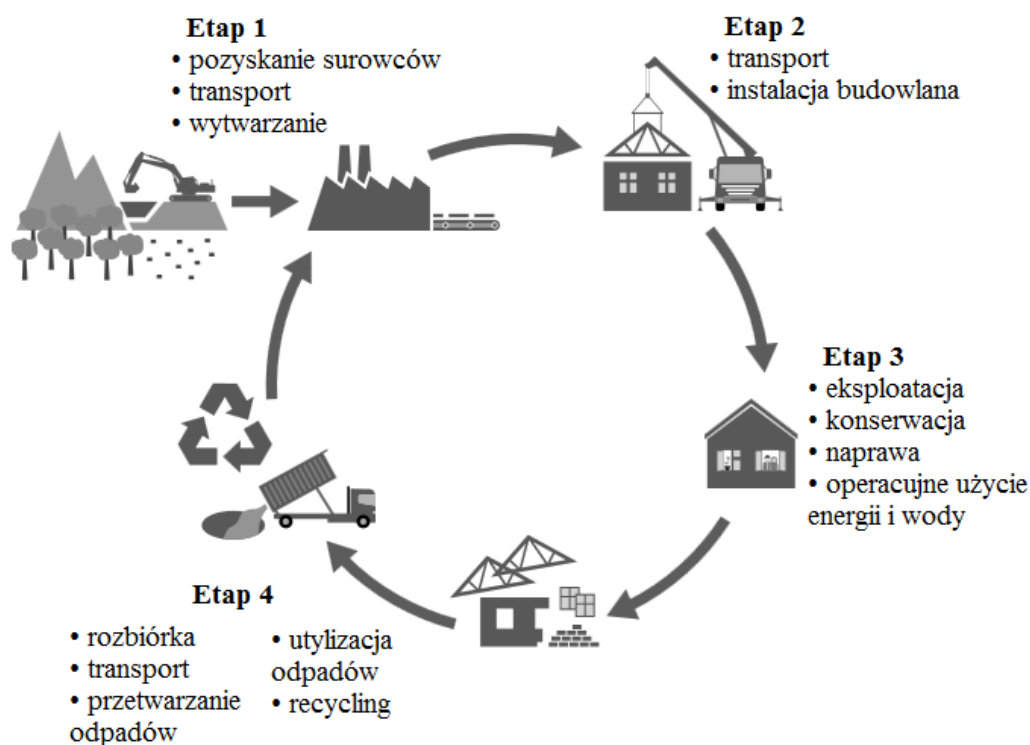 Etap 1
• pozyskanie surowców
• transport
• wytwarzanie
Etap 2
• transport
• instalacja budowlana
Etap 3
• eksploatacja
• konserwacja
• naprawa
• operacujne użycie
energii i wody
Etap 4
• rozbiórka
• transport
• przetwarzanie
odpadów
• utylizacja
odpadów
• recycling